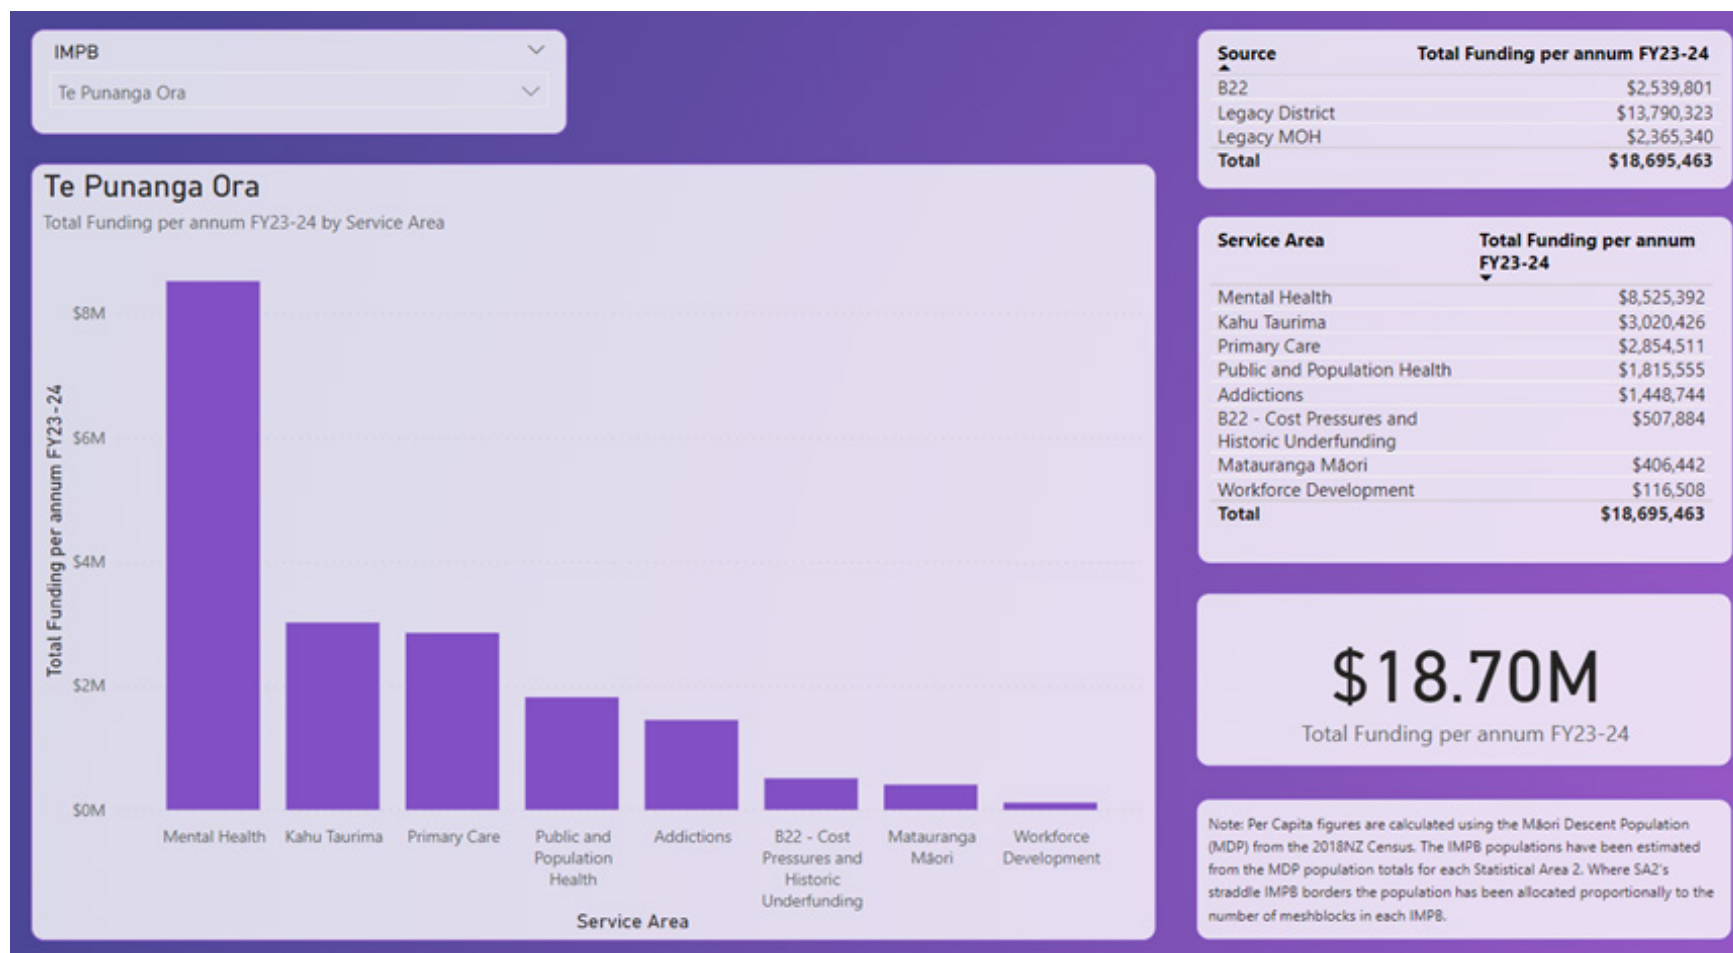 IMPB
Te Punanga Ora
Te Punanga Ora
Total Funding per annum FY23-24 by Service Area
Total Funding per annum FY23-24
$8M
$6M
$4M
$2M
$0M
Mental Health
Kahu Taurima
Primary Care
Public and
Population
Health
Addictions
B22 - Cost
Pressures and
Historic
Underfunding
Matauranga
Māori
Workforce
Development
Service Area
Source Total Funding per annum FY23-24
B22 $2,539,801
Legacy District $13,790,323
Legacy MOH $2,365,340
Total $18,695,463
Service Area Total Funding per annum
FY23-24
Mental Health $8,525,392
Kahu Taurima $3,020,426
Primary Care $2,854,511
Public and Population Health $1,815,555
Addictions $1,448,744
B22 - Cost Pressures and $507,884
Historic Underfunding
Matauranga Māori $406,442
Workforce Development $116,508
Total $18,695,463
$18.70M
Total Funding per annum FY23-24
Note: Per Capita figures are calculated using the Māori Descent Population
(MDP) from the 2018NZ Census. The IMPB populations have been estimated
from the MDP population totals for each Statistical Area 2. Where SA2's
straddle IMPB borders the population has been allocated proportionally to the
number of meshblocks in each IMPB.